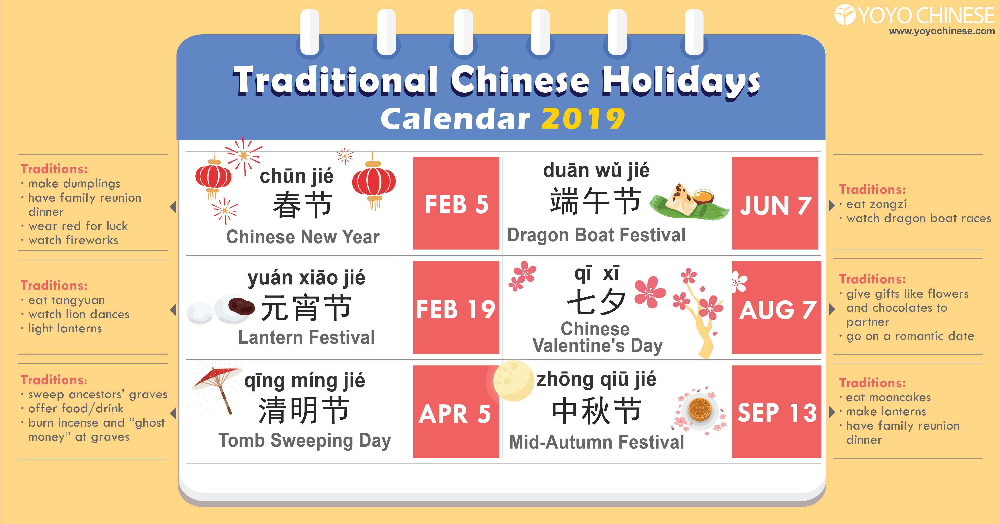 YOYO CHINESE
www.yoyochinese.com
Traditional Chinese Holidays
Calendar 2019
Traditions:
· make dumplings
· have family reunion
dinner
· wear red for luck
· watch fireworks
chūn jié
春节
Chinese New Year
FEB 5
duān wǔ jié
端午节
Dragon Boat Festival
JUN 7
Traditions:
· eat zongzi
· watch dragon boat races
Traditions:
· eat tangyuan
· watch lion dances
· light lanterns
yuán xiāo jié
元宵节
Lantern Festival
FEB 19
qī xī
七夕
Chinese
Valentine's Day
AUG 7
Traditions:
· give gifts like flowers
and chocolates to
partner
· go on a romantic date
Traditions:
· sweep ancestors’ graves
· offer food/drink
· burn incense and “ghost
money” at graves
qīng míng jié
清明节
Tomb Sweeping Day
APR 5
zhōng qiū jié
中秋节
Mid-Autumn Festival
SEP 13
Traditions:
· eat mooncakes
· make lanterns
· have family reunion
dinner